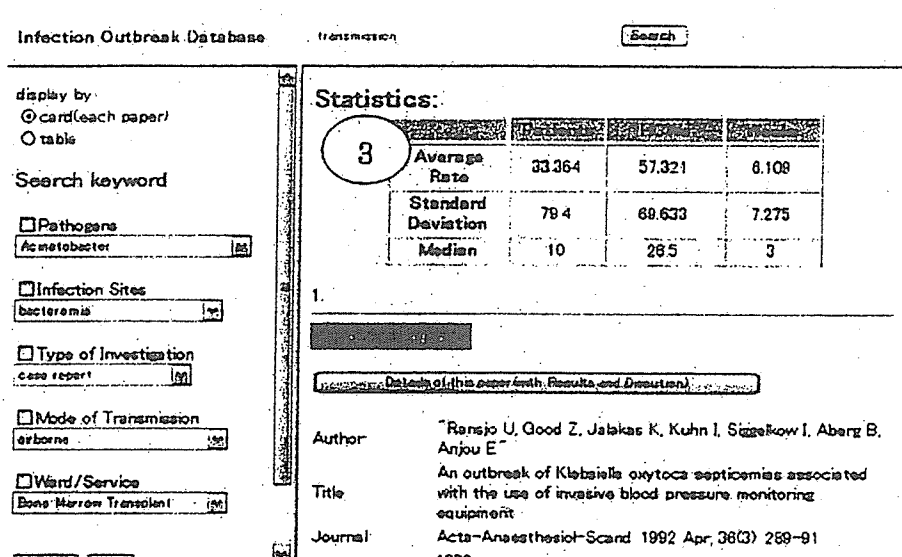 Infection Outbreak Database
transmission
Search
display by
card(each paper)
table
Search keyword
Pathogens
Acinetobacter
Infection Sites
bacteremia
Type of Investigation
case report
Mode of Transmission
airborne
Ward/Service
Bone Marrow Transplant
Statistics:
3
Average Rate 33.364 57.321 6.109
Standard Deviation 79.4 69.633 7.275
Median 10 26.5 3
1.
Details of this paper (with Results and Discution)
Author "Ransjo U, Good Z, Jalakas K, Kuhn I, Siggelkow I, Aberg B,
Anjou E"
Title An outbreak of Klebsiella oxytoca septicemias associated
with the use of invasive blood pressure monitoring
equipment
Journal Acta-Anaesthesiol-Scand 1992 Apr; 36(3) 289-91